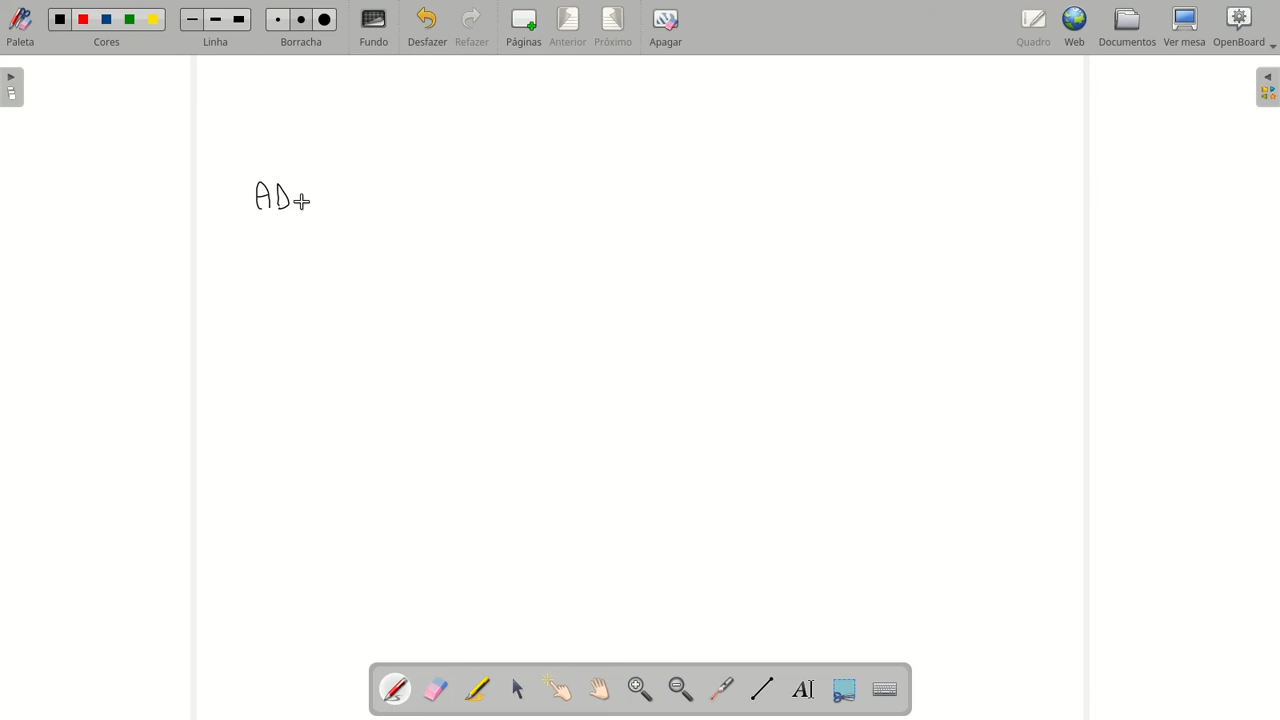 Paleta Cores Linha Borracha Fundo Desfazer Refazer Páginas Anterior Próximo Apagar Quadro Web Documentos Ver mesa OpenBoard
AD